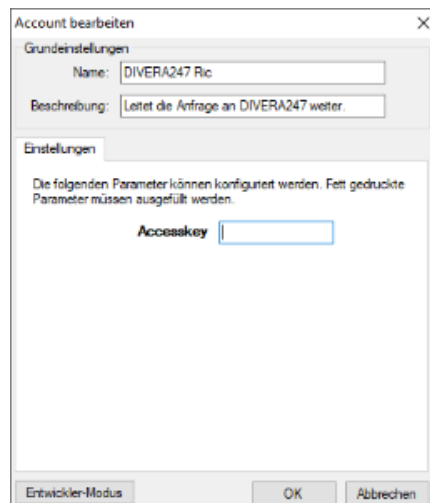 Account bearbeiten
Grundeinstellungen
Name: DIVERA247 Ric
Beschreibung: Leitet die Anfrage an DIVERA247 weiter.
Einstellungen
Die folgenden Parameter können konfiguriert werden. Fett gedruckte
Parameter müssen ausgefüllt werden.
Accesskey
Entwickler-Modus OK Abbrechen